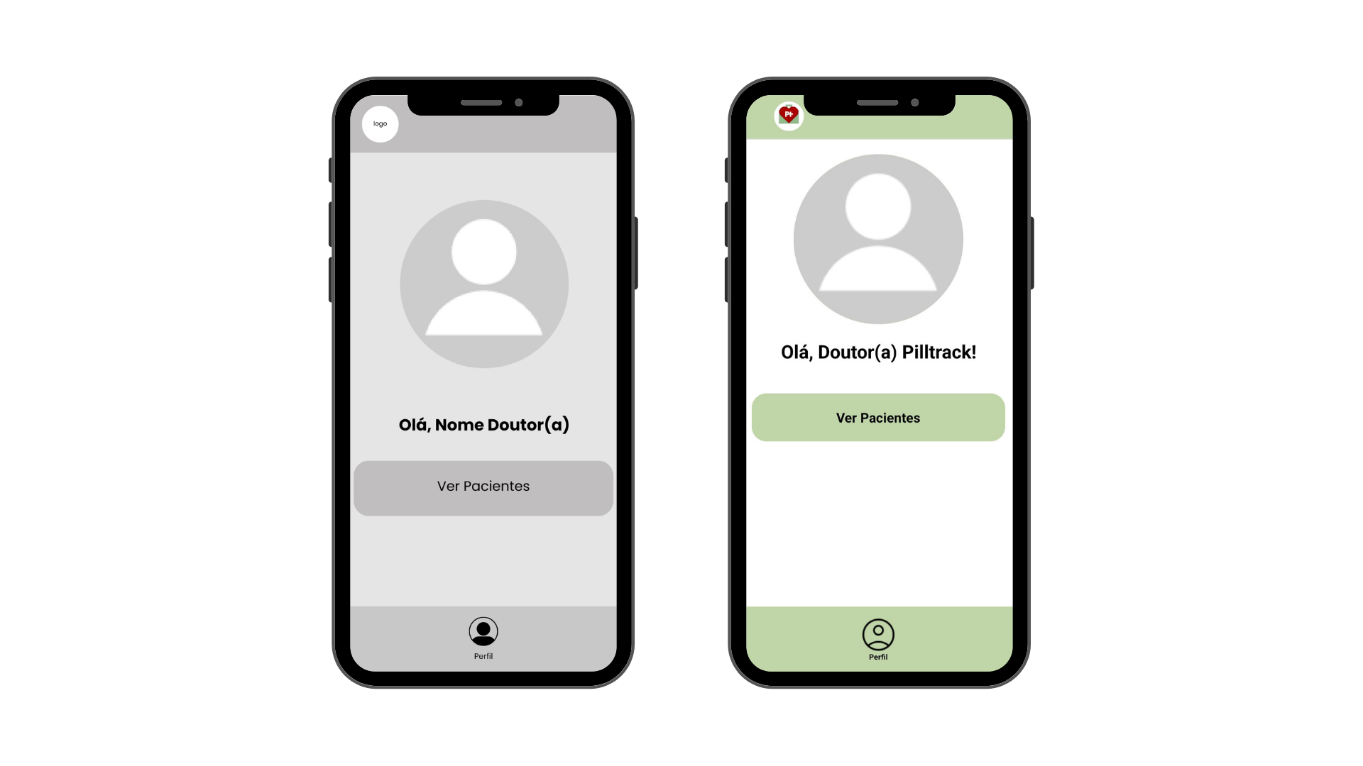 logo
Olá, Nome Doutor(a)
Ver Pacientes
Perfil
P+
Olá, Doutor(a) Pilltrack!
Ver Pacientes
Perfil